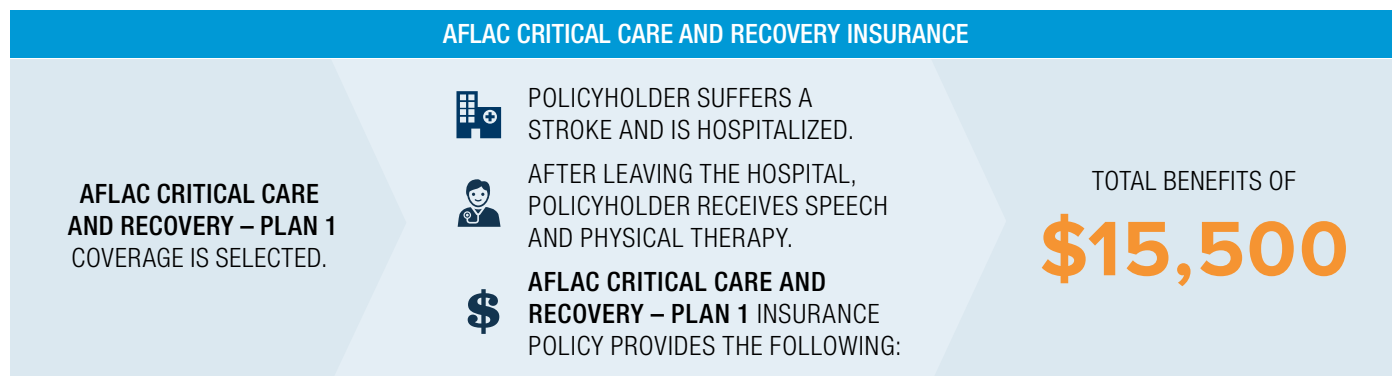 AFLAC CRITICAL CARE AND RECOVERY INSURANCE
AFLAC CRITICAL CARE
AND RECOVERY – PLAN 1
COVERAGE IS SELECTED.
POLICYHOLDER SUFFERS A
STROKE AND IS HOSPITALIZED.
AFTER LEAVING THE HOSPITAL,
POLICYHOLDER RECEIVES SPEECH
AND PHYSICAL THERAPY.
$
AFLAC CRITICAL CARE AND
RECOVERY – PLAN 1 INSURANCE
POLICY PROVIDES THE FOLLOWING:
TOTAL BENEFITS OF
$15,500